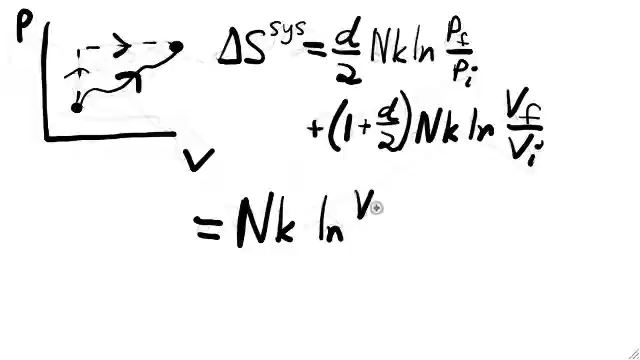 P
ΔS^sys = d/2 Nk ln P_f/P_i
+ (1 + d/2) Nk ln V_f/V_i
V
= Nk ln V